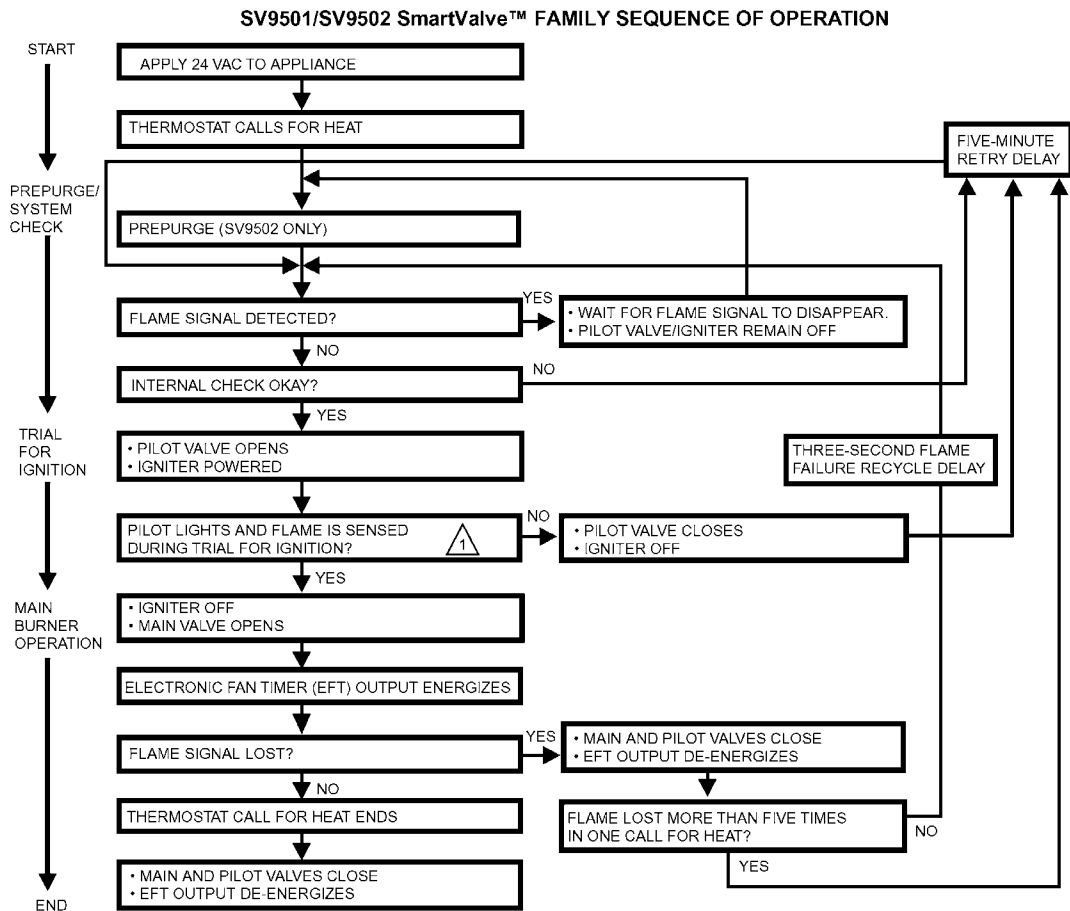 SV9501/SV9502 SmartValve™ FAMILY SEQUENCE OF OPERATION
START
APPLY 24 VAC TO APPLIANCE
THERMOSTAT CALLS FOR HEAT
FIVE-MINUTE
RETRY DELAY
PREPURGE/
SYSTEM
CHECK
PREPURGE (SV9502 ONLY)
FLAME SIGNAL DETECTED?
YES
• WAIT FOR FLAME SIGNAL TO DISAPPEAR.
• PILOT VALVE/IGNITER REMAIN OFF
NO
INTERNAL CHECK OKAY?
NO
YES
TRIAL
FOR
IGNITION
• PILOT VALVE OPENS
• IGNITER POWERED
THREE-SECOND FLAME
FAILURE RECYCLE DELAY
PILOT LIGHTS AND FLAME IS SENSED
DURING TRIAL FOR IGNITION?
1
NO
• PILOT VALVE CLOSES
• IGNITER OFF
YES
MAIN
BURNER
OPERATION
• IGNITER OFF
• MAIN VALVE OPENS
ELECTRONIC FAN TIMER (EFT) OUTPUT ENERGIZES
FLAME SIGNAL LOST?
YES
• MAIN AND PILOT VALVES CLOSE
• EFT OUTPUT DE-ENERGIZES
NO
THERMOSTAT CALL FOR HEAT ENDS
FLAME LOST MORE THAN FIVE TIMES
IN ONE CALL FOR HEAT?
NO
YES
• MAIN AND PILOT VALVES CLOSE
• EFT OUTPUT DE-ENERGIZES
END